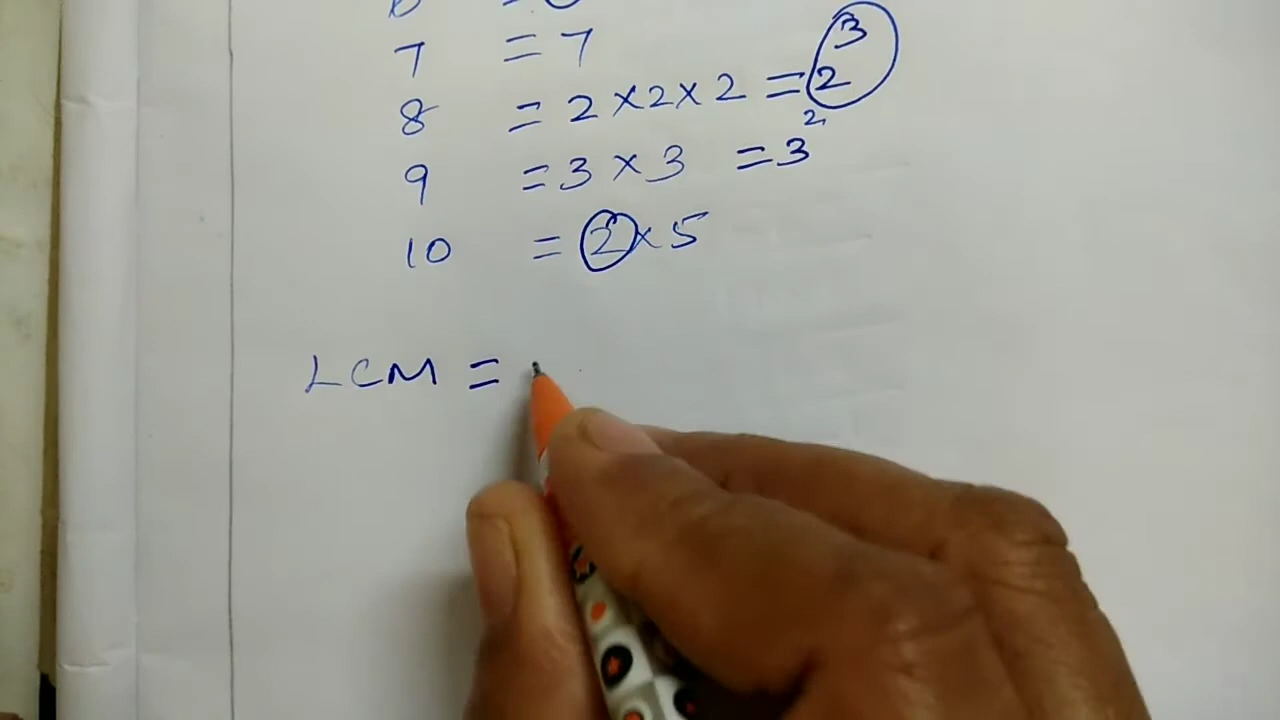 7 = 7
8 = 2 × 2 × 2 = 2³
9 = 3 × 3 = 3²
10 = 2 × 5
LCM =